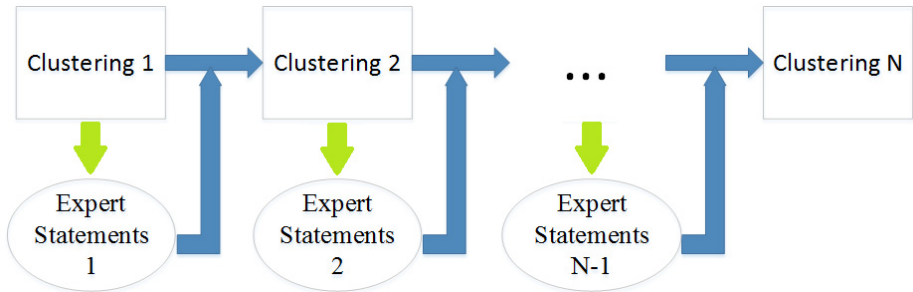 Clustering 1
Clustering 2
...
Clustering N
Expert
Statements
1
Expert
Statements
2
Expert
Statements
N-1